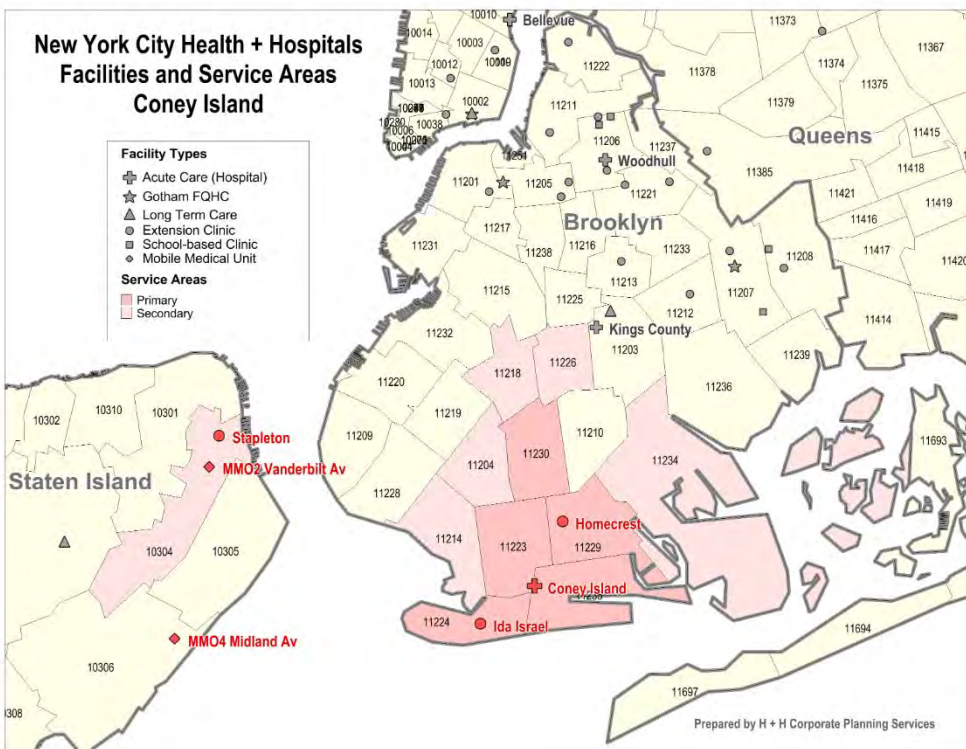 New York City Health + Hospitals
Facilities and Service Areas
Coney Island
Facility Types
Acute Care (Hospital)
Gotham FQHC
Long Term Care
Extension Clinic
School-based Clinic
Mobile Medical Unit
Service Areas
Primary
Secondary
10010
Bellevue
10014
10003
10012
10013
10002
10280
10038
10006
11222
11211
11206
11237
Woodhull
11201
11205
11221
11385
Brooklyn
Queens
11373
11367
11374
11378
11375
11379
11415
11418
11421
11419
11416
11417
11420
11414
11217
11231
11238
11216
11233
11208
11213
11207
11215
11225
11212
Kings County
11232
11203
11239
11226
11218
11236
11220
11219
11210
11209
11230
11204
11234
11228
11693
11214
11223
11229
Homecrest
Coney Island
11224
Ida Israel
11694
11697
10302
10310
10301
Stapleton
MMO2 Vanderbilt Av
Staten Island
10304
10305
MMO4 Midland Av
10306
Prepared by H + H Corporate Planning Services